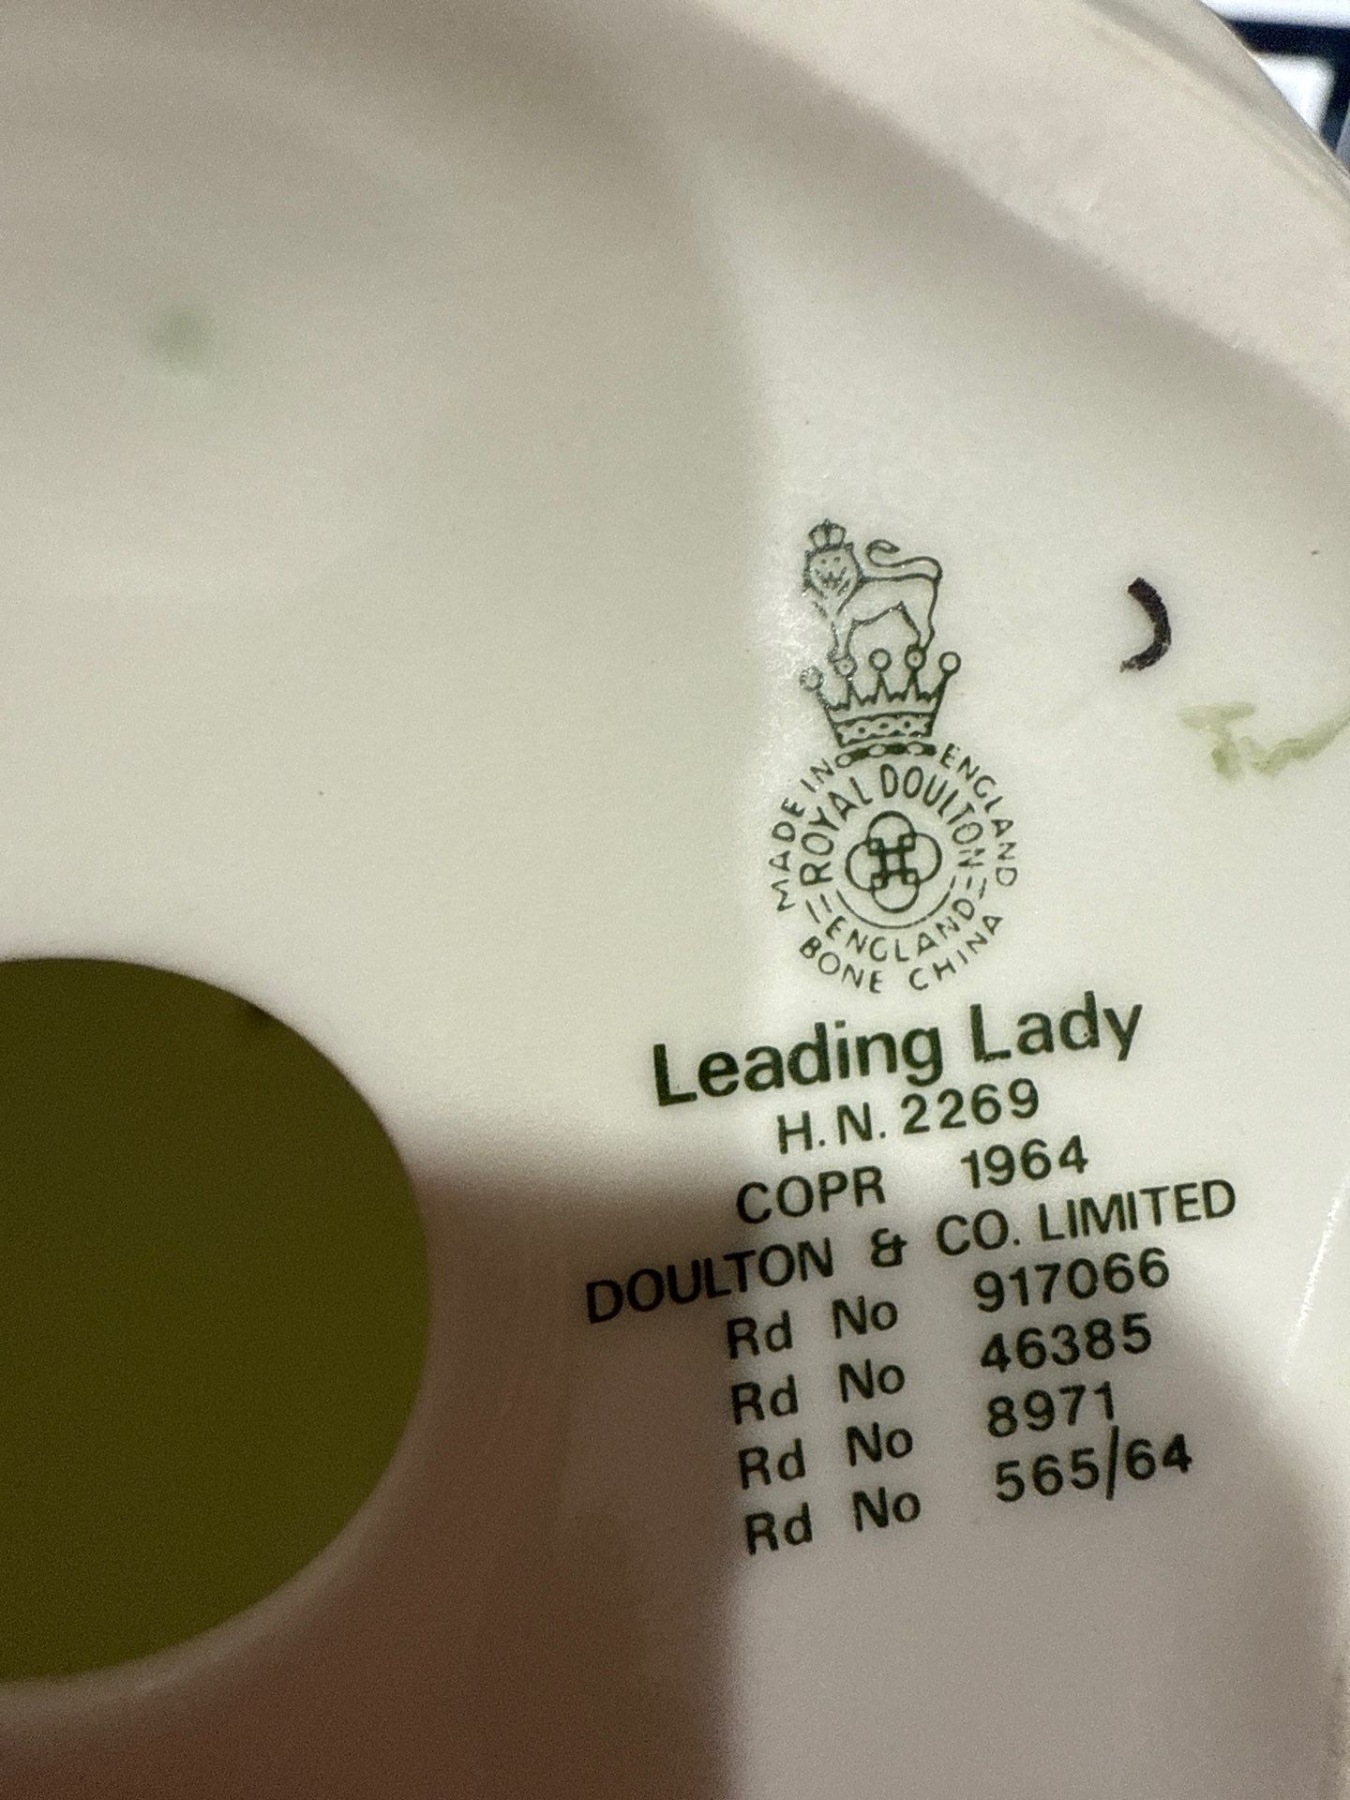 MADE IN ENGLAND
ROYAL DOULTON
ENGLAND
BONE CHINA
Leading Lady
H.N. 2269
COPR 1964
DOULTON & CO. LIMITED
Rd No 917066
Rd No 46385
Rd No 8971
Rd No 565/64